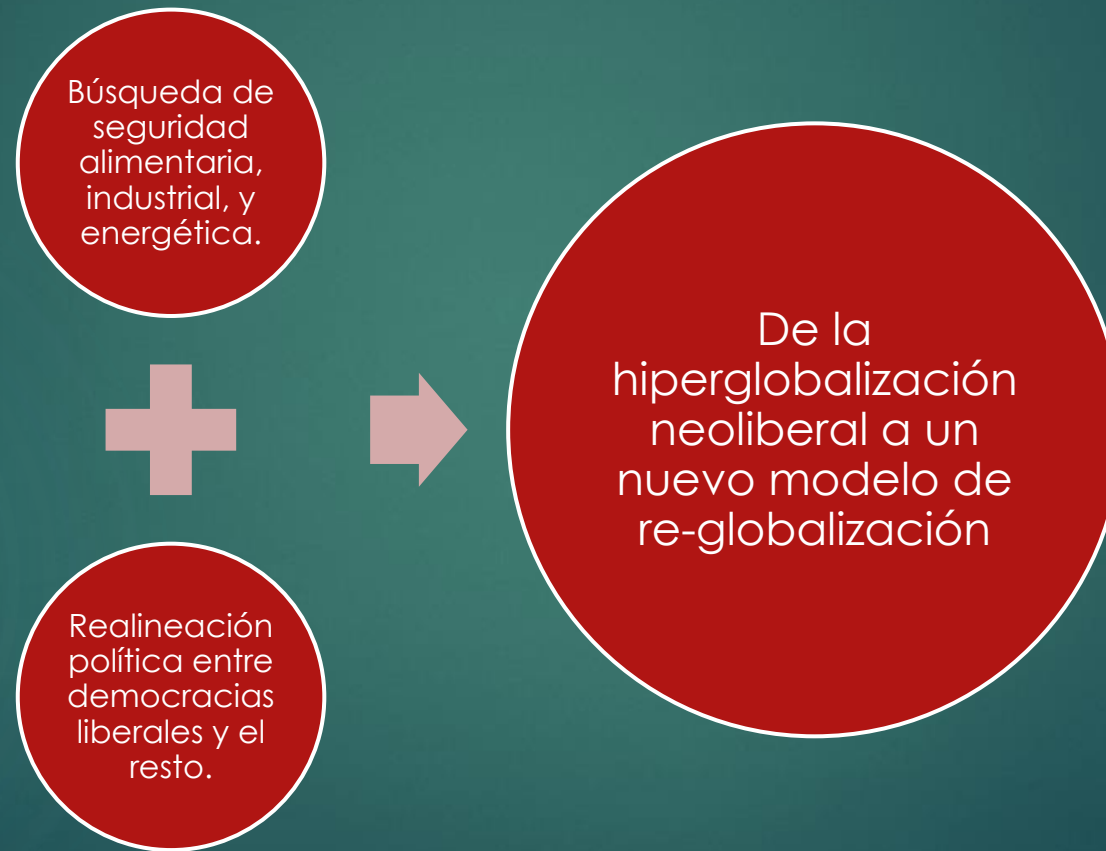 Búsqueda de
seguridad
alimentaria,
industrial, y
energética.
Realineación
política entre
democracias
liberales y el
resto.
De la
hiperglobalización
neoliberal a un
nuevo modelo de
re-globalización